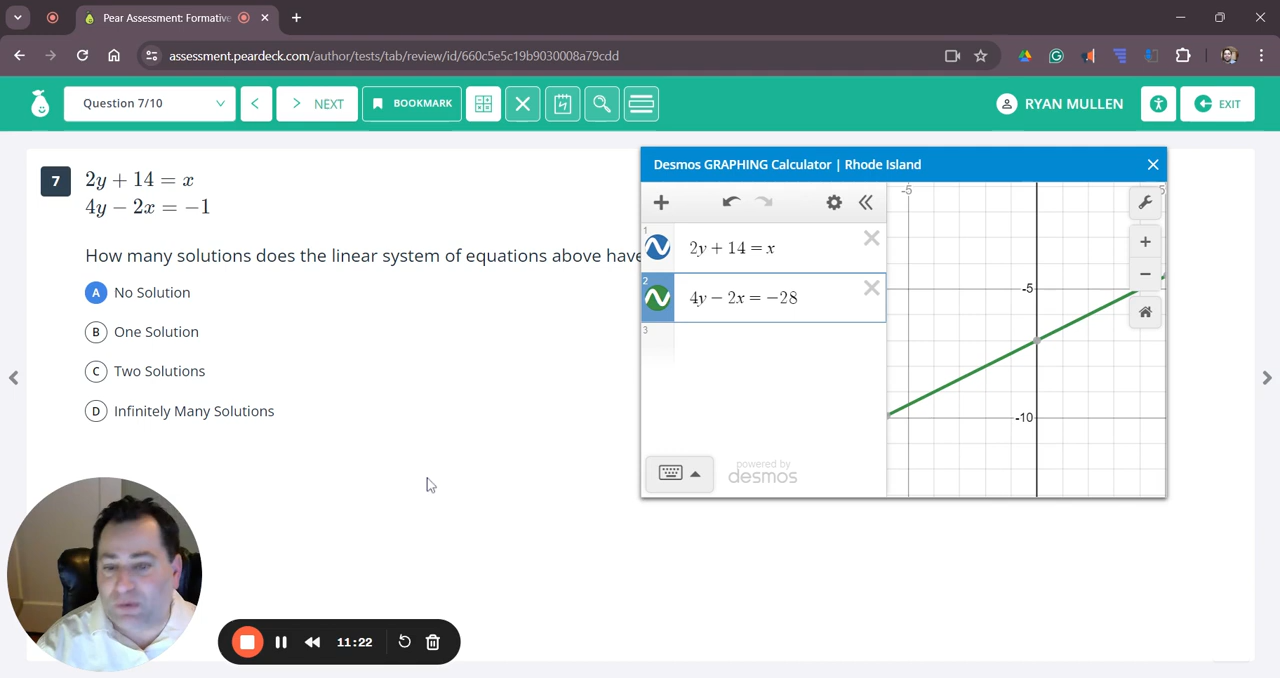 Pear Assessment: Formative
assessment.peardeck.com/author/tests/tab/review/id/660c5e5c19b9030008a79cdd
Question 7/10
NEXT
BOOKMARK
RYAN MULLEN
EXIT
7
2y + 14 = x
4y − 2x = −1
How many solutions does the linear system of equations above have
A No Solution
B One Solution
C Two Solutions
D Infinitely Many Solutions
Desmos GRAPHING Calculator | Rhode Island
1
2y + 14 = x
2
4y − 2x = −28
3
powered by
desmos
-5
5
-5
-10
11:22